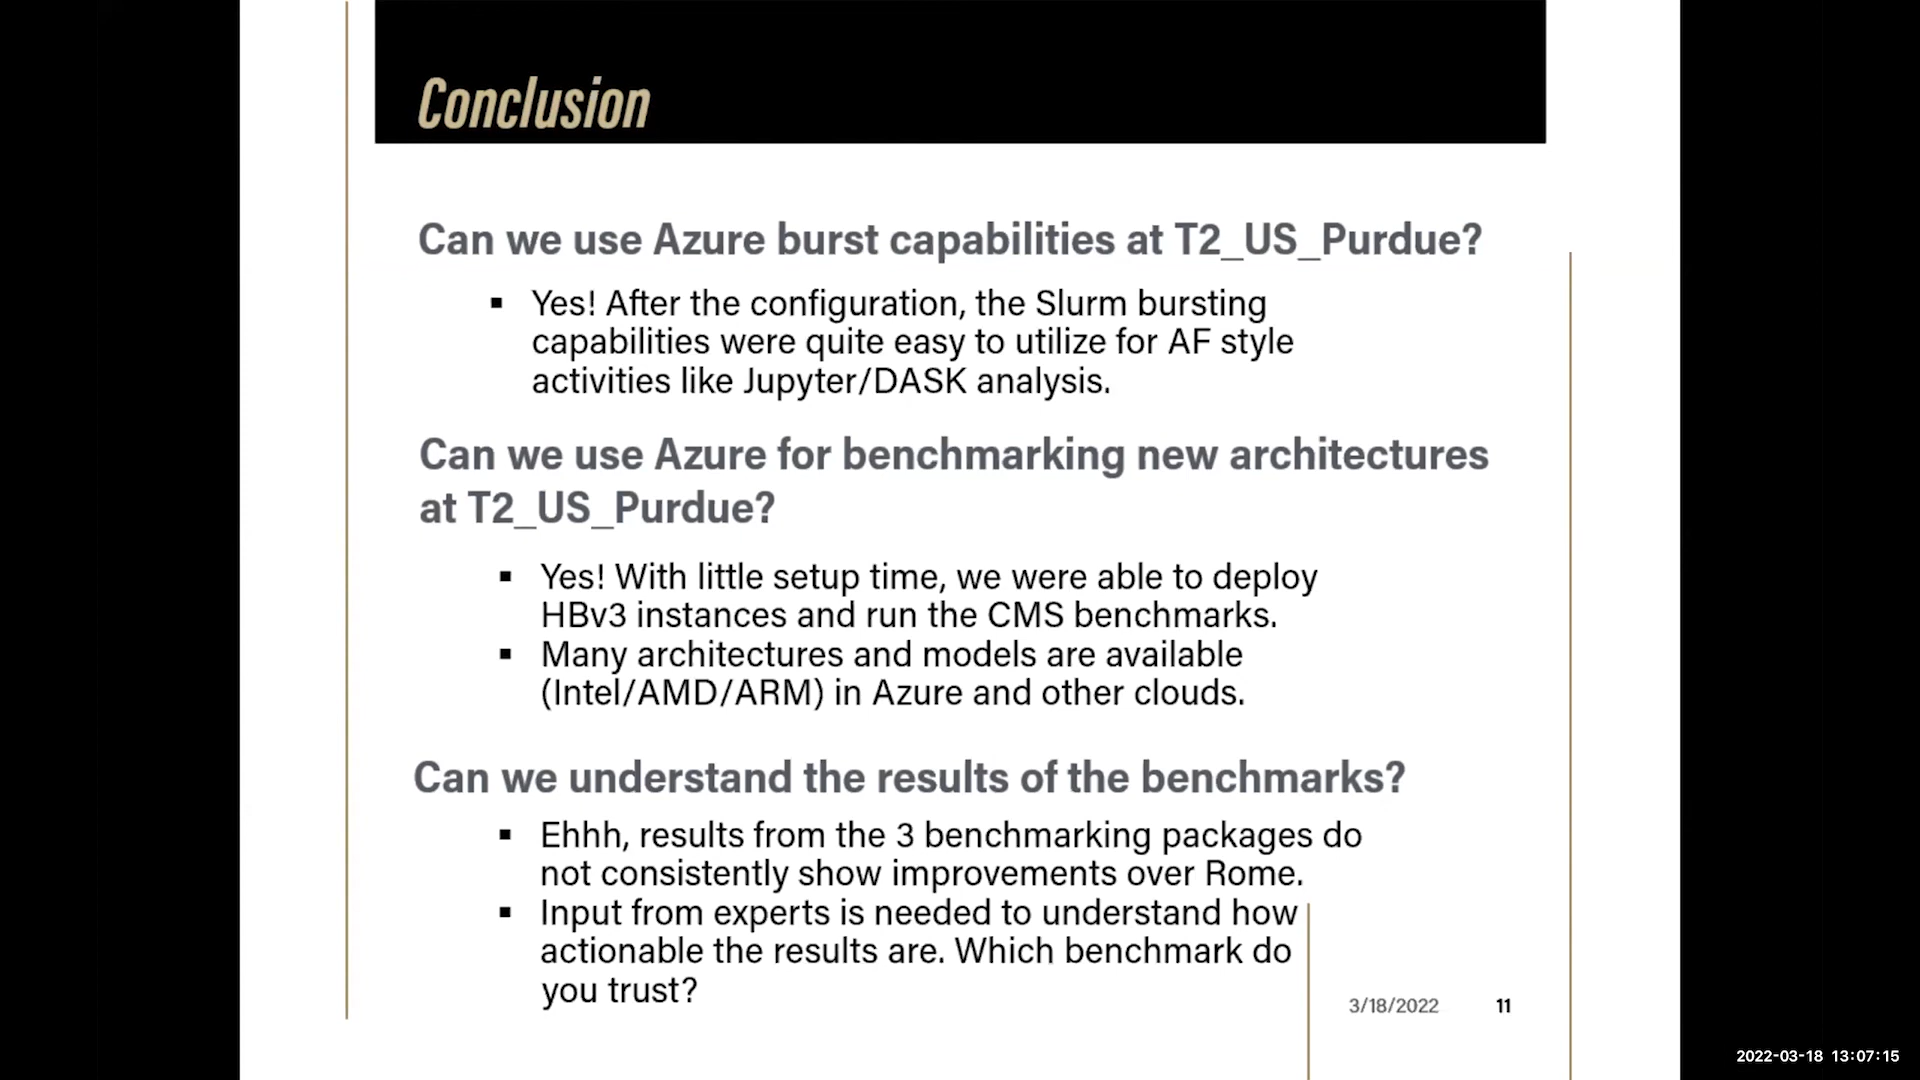 Conclusion
Can we use Azure burst capabilities at T2_US_Purdue?
▪ Yes! After the configuration, the Slurm bursting
capabilities were quite easy to utilize for AF style
activities like Jupyter/DASK analysis.
Can we use Azure for benchmarking new architectures
at T2_US_Purdue?
▪ Yes! With little setup time, we were able to deploy
HBv3 instances and run the CMS benchmarks.
▪ Many architectures and models are available
(Intel/AMD/ARM) in Azure and other clouds.
Can we understand the results of the benchmarks?
▪ Ehhh, results from the 3 benchmarking packages do
not consistently show improvements over Rome.
▪ Input from experts is needed to understand how
actionable the results are. Which benchmark do
you trust?
3/18/2022 11
2022-03-18 13:07:15